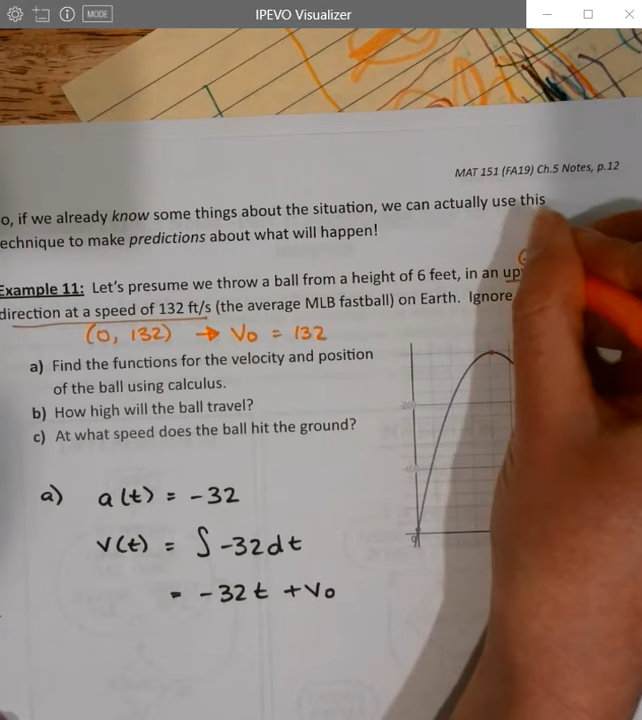 MODE
IPEVO Visualizer
MAT 151 (FA19) Ch.5 Notes, p.12
o, if we already know some things about the situation, we can actually use this
echnique to make predictions about what will happen!
Example 11: Let's presume we throw a ball from a height of 6 feet, in an up
direction at a speed of 132 ft/s (the average MLB fastball) on Earth. Ignore
(0, 132) → V₀ = 132
a) Find the functions for the velocity and position
of the ball using calculus.
b) How high will the ball travel?
c) At what speed does the ball hit the ground?
a) a(t) = -32
v(t) = ∫ -32dt
= -32t + V₀